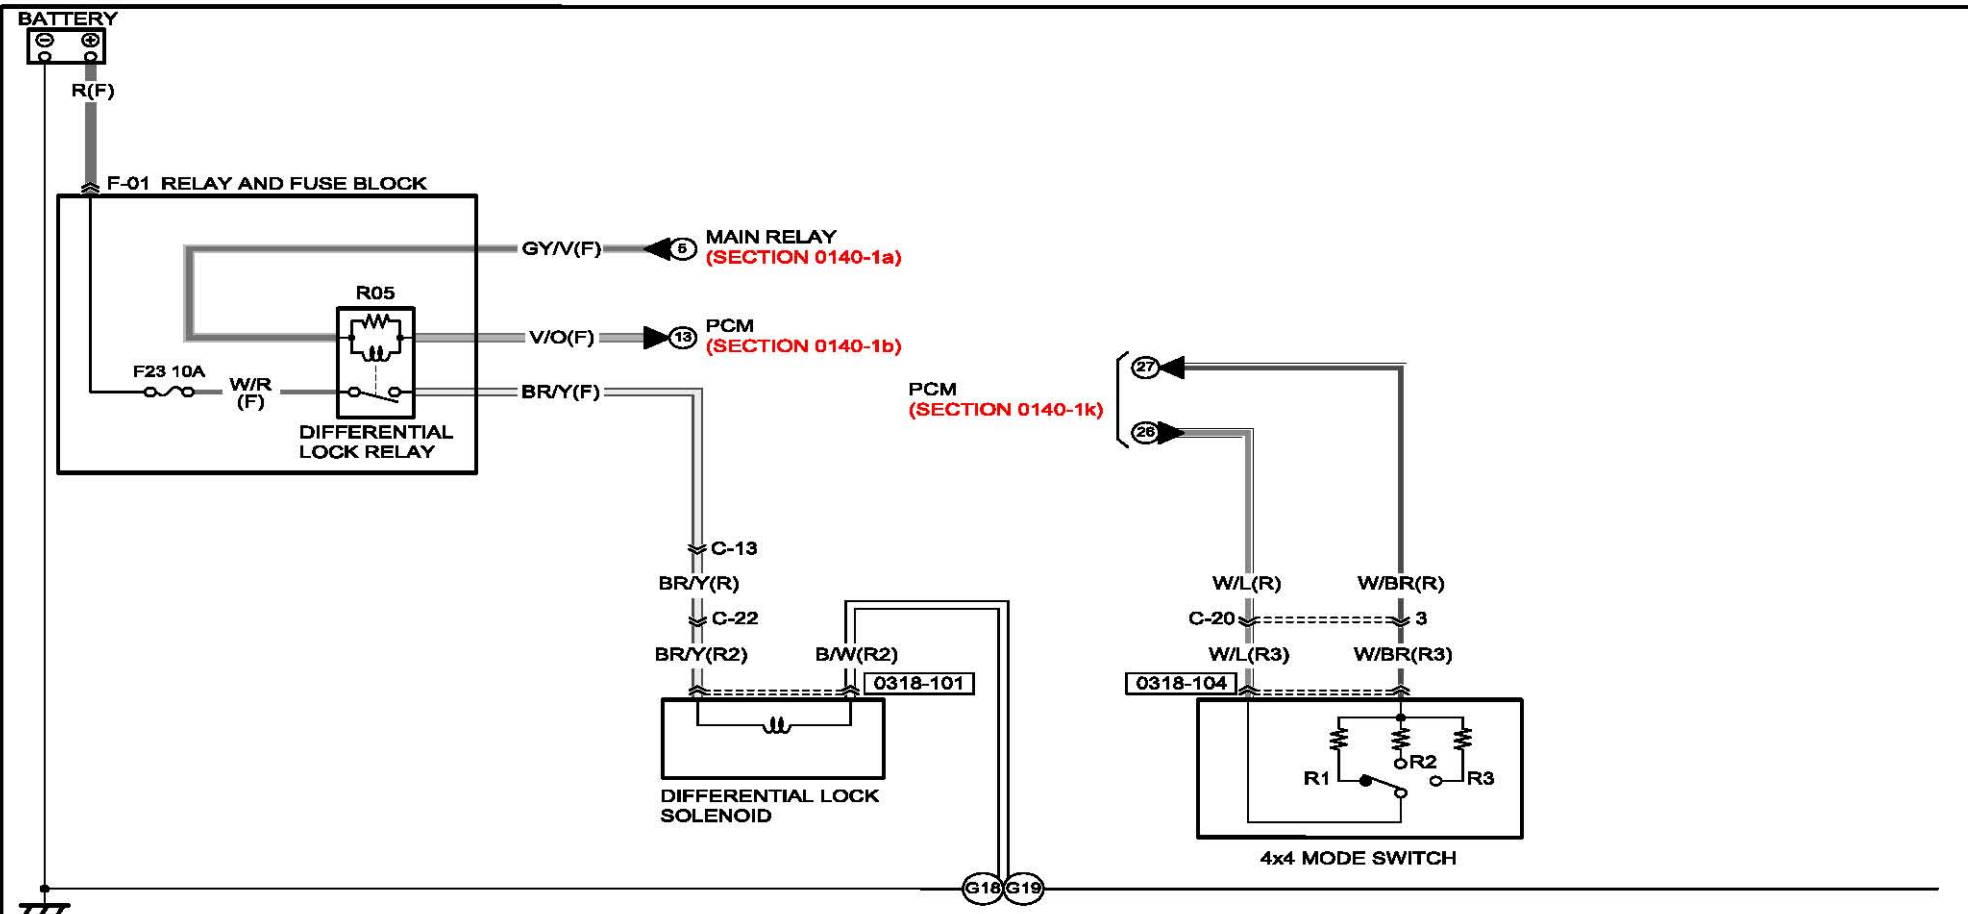 BATTERY
R(F)
F-01 RELAY AND FUSE BLOCK
GY/V(F)
5
MAIN RELAY
(SECTION 0140-1a)
R05
V/O(F)
13
PCM
(SECTION 0140-1b)
F23 10A
W/R
(F)
BR/Y(F)
DIFFERENTIAL
LOCK RELAY
PCM
(SECTION 0140-1k)
27
26
C-13
BR/Y(R)
C-22
BR/Y(R2)
B/W(R2)
0318-101
DIFFERENTIAL LOCK
SOLENOID
W/L(R)
W/BR(R)
C-20
3
W/L(R3)
W/BR(R3)
0318-104
R1
R2
R3
4x4 MODE SWITCH
G18
G19